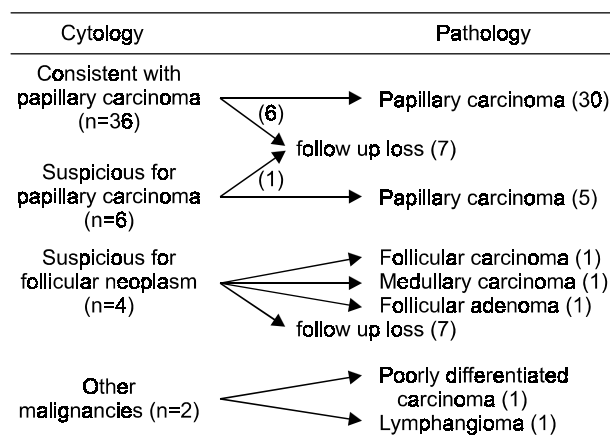 Cytology Pathology
Consistent with
papillary carcinoma
(n=36)
(6)
Papillary carcinoma (30)
follow up loss (7)
Suspicious for
papillary carcinoma
(n=6)
(1)
Papillary carcinoma (5)
Suspicious for
follicular neoplasm
(n=4)
Follicular carcinoma (1)
Medullary carcinoma (1)
Follicular adenoma (1)
follow up loss (7)
Other
malignancies (n=2)
Poorly differentiated
carcinoma (1)
Lymphangioma (1)